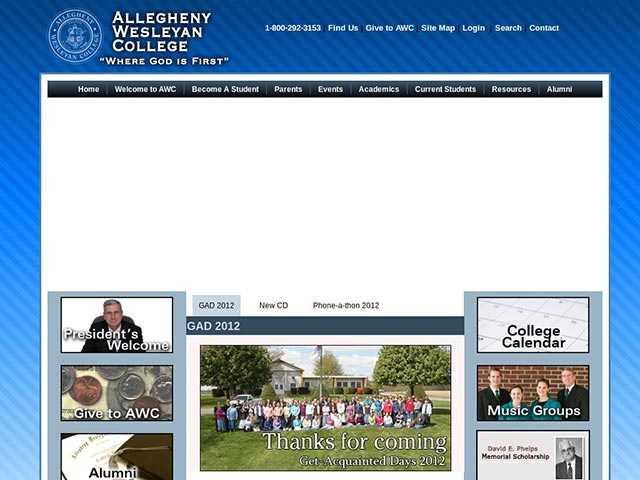 ALLEGHENY
WESLEYAN
COLLEGE
“WHERE GOD IS FIRST”
1-800-292-3153 | Find Us | Give to AWC | Site Map | Login | Search | Contact
Home Welcome to AWC Become A Student Parents Events Academics Current Students Resources Alumni
GAD 2012 New CD Phone-a-thon 2012
GAD 2012
President's
Welcome
Give to AWC
Alumni
Thanks for coming
Get-Acquainted Days 2012
College
Calendar
Music Groups
David E. Phelps
Memorial Scholarship